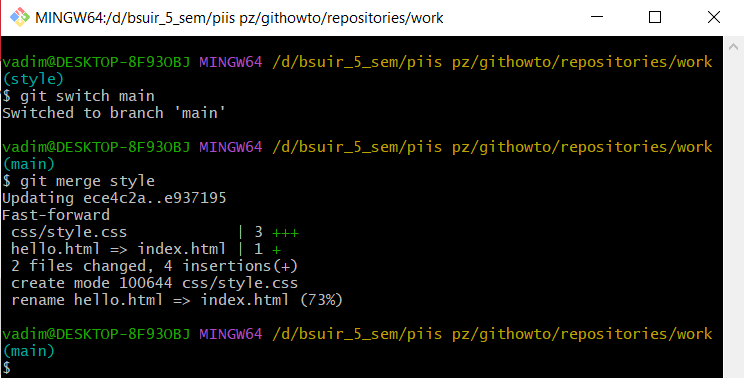 MINGW64:/d/bsuir_5_sem/piis pz/githowto/repositories/work
vadim@DESKTOP-8F93OBJ MINGW64 /d/bsuir_5_sem/piis pz/githowto/repositories/work
(style)
$ git switch main
Switched to branch 'main'
vadim@DESKTOP-8F93OBJ MINGW64 /d/bsuir_5_sem/piis pz/githowto/repositories/work
(main)
$ git merge style
Updating ece4c2a..e937195
Fast-forward
 css/style.css            | 3 +++
 hello.html => index.html | 1 +
 2 files changed, 4 insertions(+)
 create mode 100644 css/style.css
 rename hello.html => index.html (73%)
vadim@DESKTOP-8F93OBJ MINGW64 /d/bsuir_5_sem/piis pz/githowto/repositories/work
(main)
$